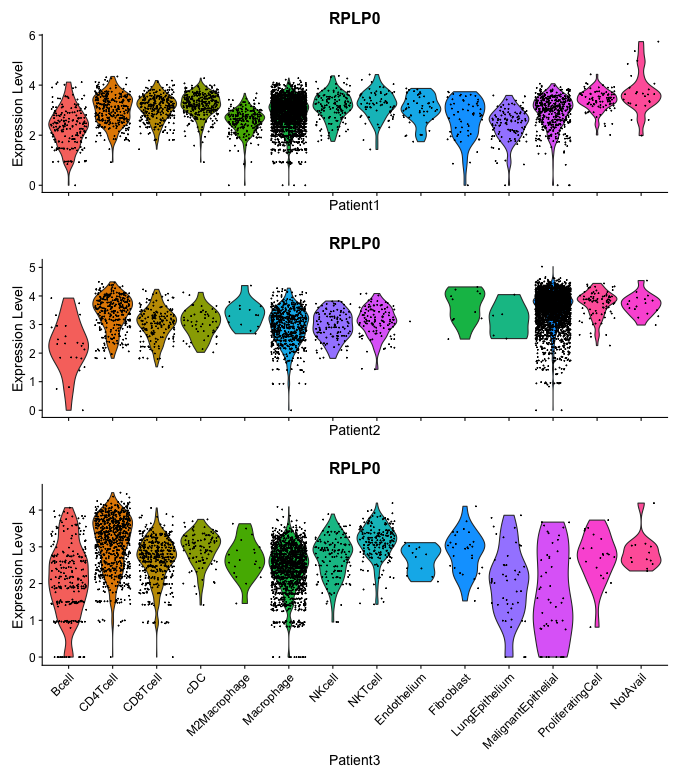 RPLP0
Expression Level
6
4
2
0
Patient1
RPLP0
Expression Level
5
4
3
2
1
0
Patient2
RPLP0
Expression Level
4
3
2
1
0
Bcell
CD4Tcell
CD8Tcell
cDC
M2Macrophage
Macrophage
NKcell
NKTcell
Endothelium
Fibroblast
LungEpithelium
MalignantEpithelial
ProliferatingCell
NotAvail
Patient3